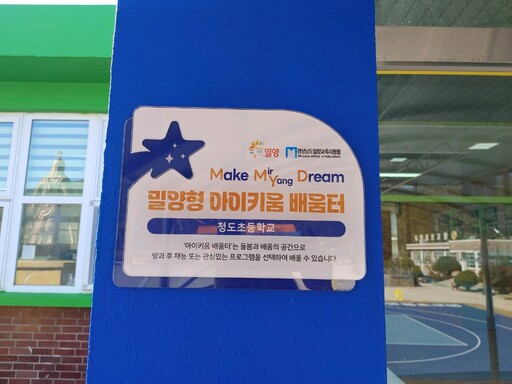 밀양 경상남도밀양교육지원청
Make Mir Yang Dream
밀양형 아이키움 배움터
청도초등학교
'아이키움 배움터'는 돌봄과 배움의 공간으로
방과 후 재능 또는 관심있는 프로그램을 선택하여 배울 수 있습니다.